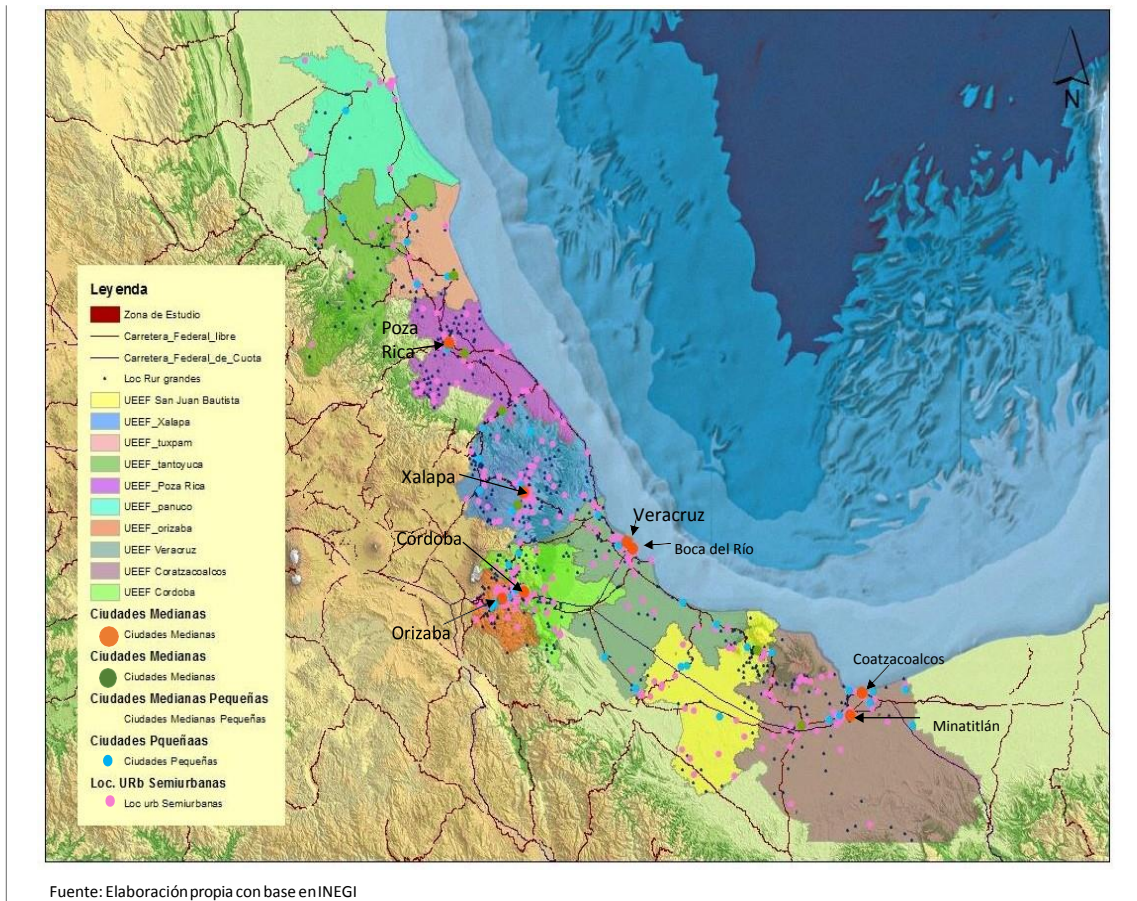 N
Poza
Rica
Xalapa
Veracruz
Boca del Río
Córdoba
Orizaba
Coatzacoalcos
Minatitlán
Leyenda
Zona de Estudio
Carretera_Federal_libre
Carretera_Federal_de_Cuota
Loc Rur grandes
UEEF San Juan Bautista
UEEF_Xalapa
UEEF_tuxpam
UEEF_tantoyuca
UEEF_Poza Rica
UEEF_panuco
UEEF_orizaba
UEEF Veracruz
UEEF Coratzacoalcos
UEEF Cordoba
Ciudades Medianas
Ciudades Medianas
Ciudades Medianas
Ciudades Medianas
Ciudades Medianas Pequeñas
Ciudades Medianas Pequeñas
Ciudades Pqueñaas
Ciudades Pequeñas
Loc. URb Semiurbanas
Loc urb Semiurbanas
Fuente: Elaboración propia con base en INEGI